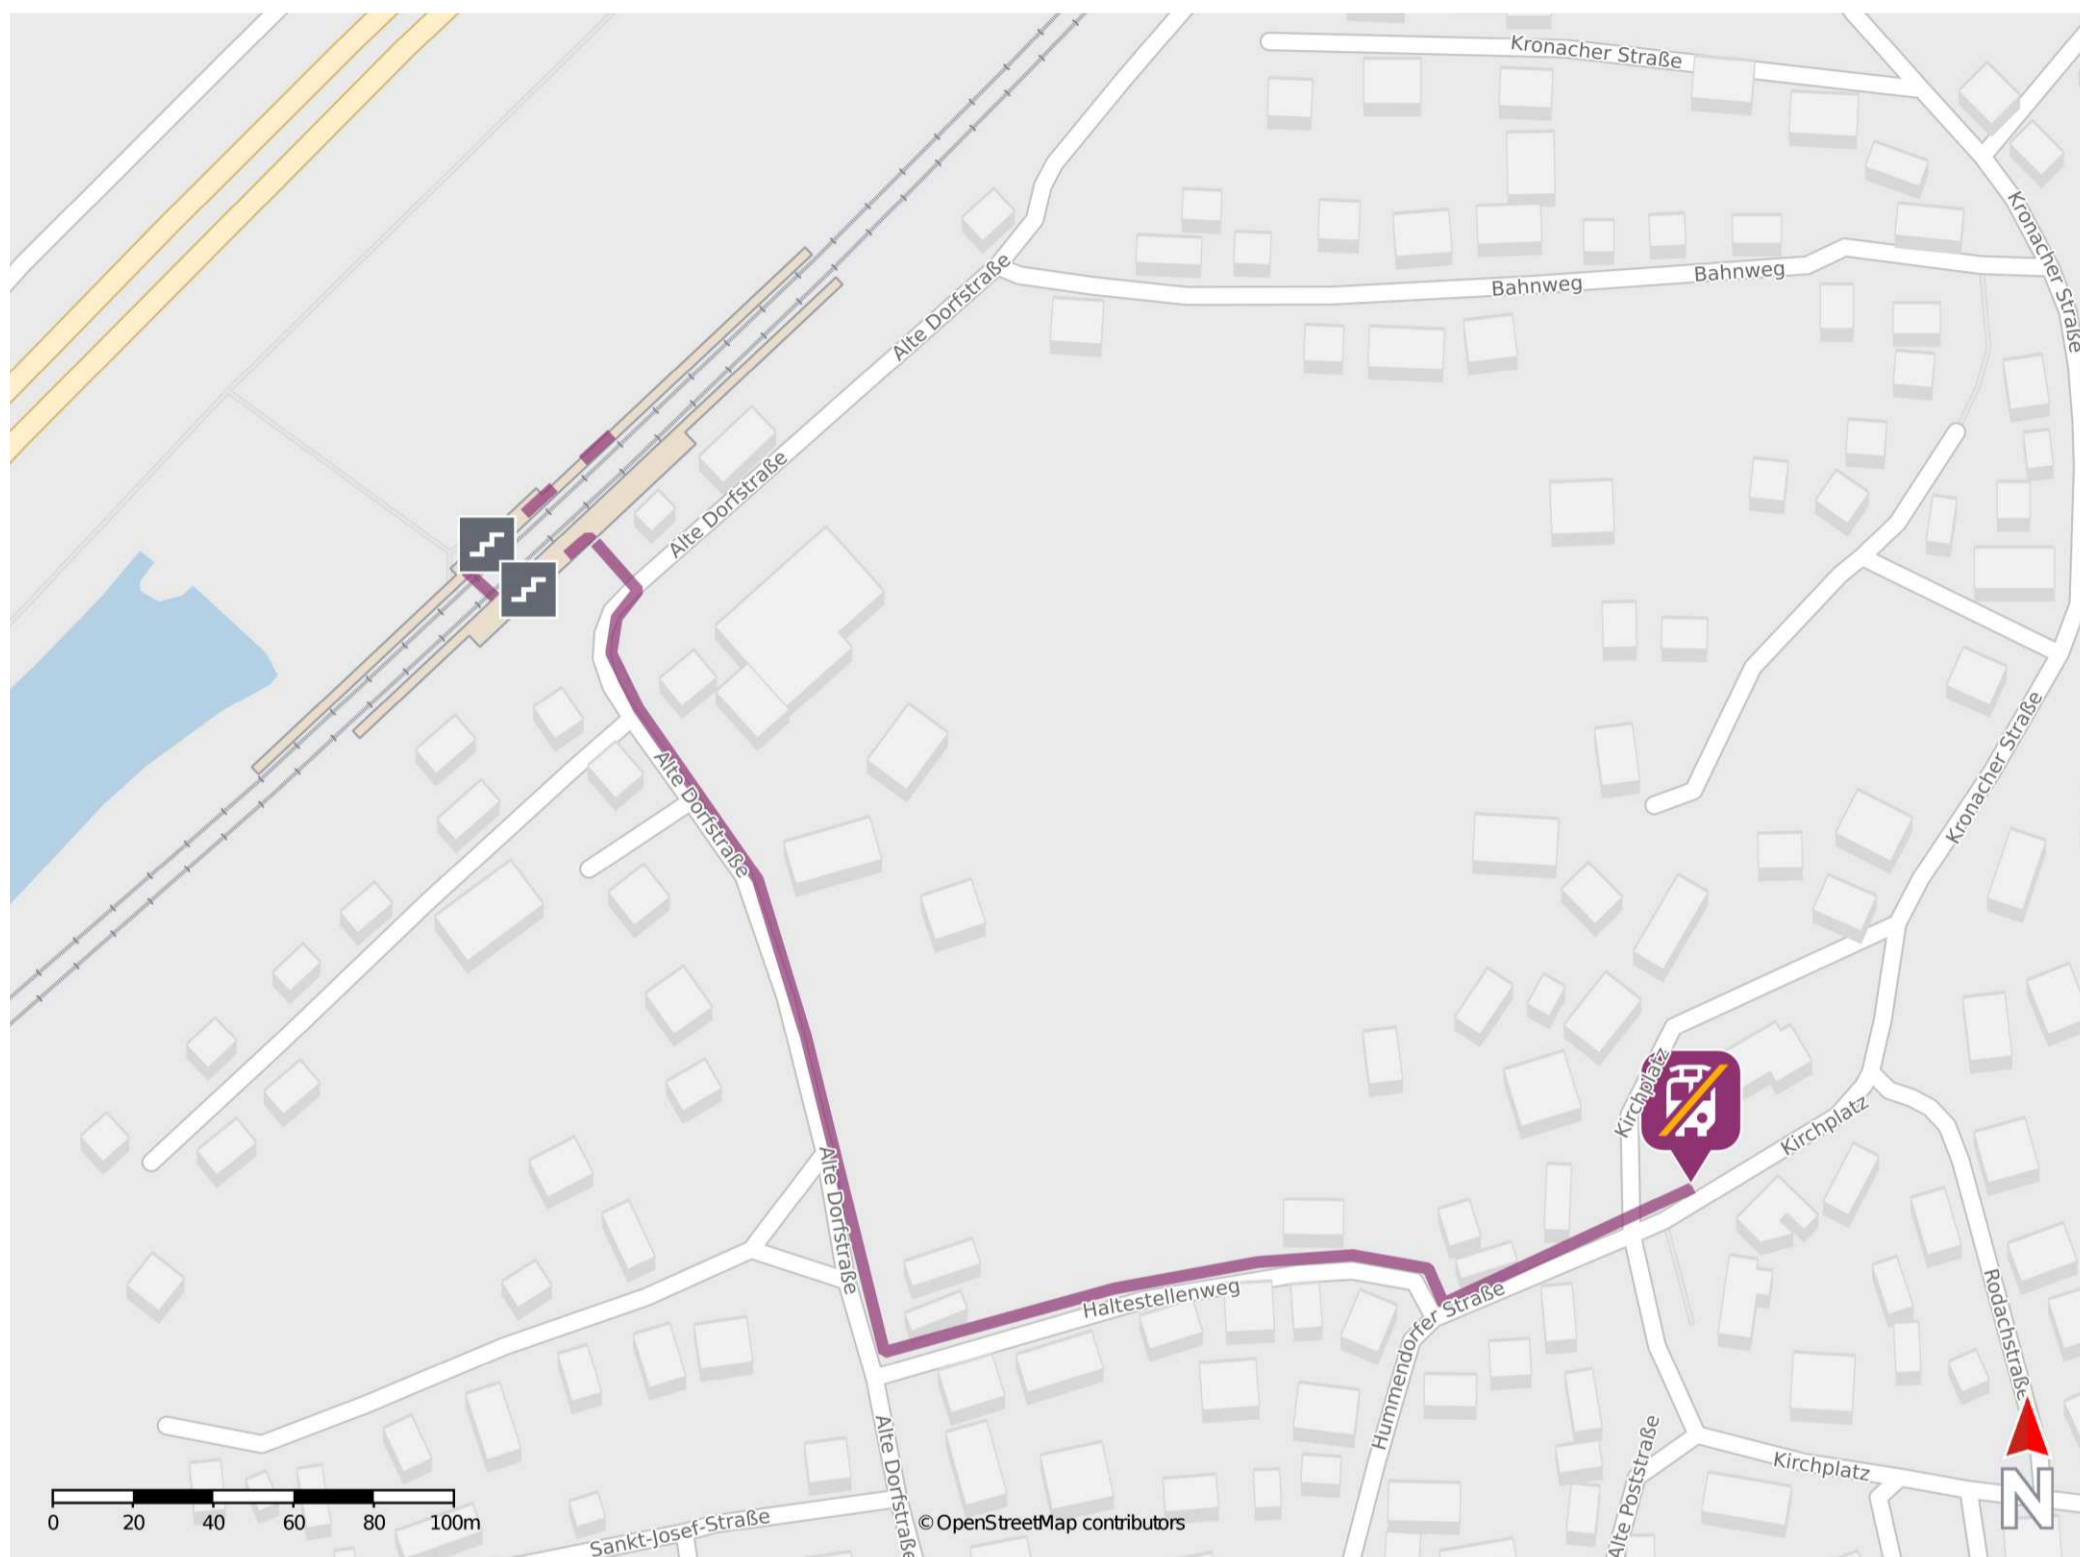 Kronacher Straße
Kronacher Straße
Alte Dorfstraße
Bahnweg
Bahnweg
Alte Dorfstraße
Alte Dorfstraße
Kronacher Straße
Kirchplatz
Kirchplatz
Alte Dorfstraße
Haltestellenweg
Hummendorfer Straße
Rodachstraße
Alte Dorfstraße
Alte Poststraße
Kirchplatz
Sankt-Josef-Straße
0 20 40 60 80 100m
© OpenStreetMap contributors
N